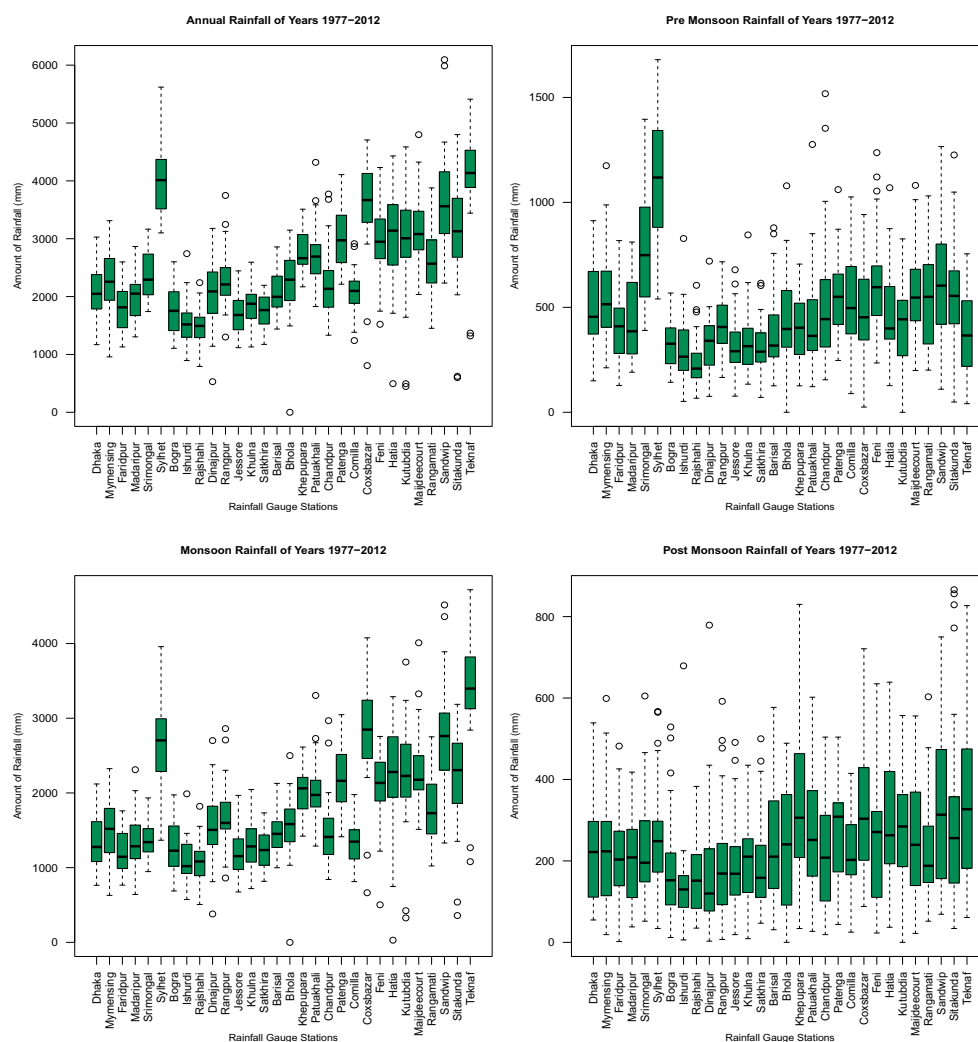 Annual Rainfall of Years 1977−2012
Amount of Rainfall (mm)
6000
5000
4000
3000
2000
1000
0
Dhaka
Mymensing
Faridpur
Madaripur
Srimongal
Sylhet
Bogra
Ishurdi
Rajshahi
Dinajpur
Rangpur
Jessore
Khulna
Satkhira
Barisal
Bhola
Khepupara
Patuakhali
Chandpur
Patenga
Comilla
Coxsbazar
Feni
Hatia
Kutubdia
Maijdeecourt
Rangamati
Sandwip
Sitakunda
Teknaf
Rainfall Gauge Stations
Pre Monsoon Rainfall of Years 1977−2012
Amount of Rainfall (mm)
1500
1000
500
0
Dhaka
Mymensing
Faridpur
Madaripur
Srimongal
Sylhet
Bogra
Ishurdi
Rajshahi
Dinajpur
Rangpur
Jessore
Khulna
Satkhira
Barisal
Bhola
Khepupara
Patuakhali
Chandpur
Patenga
Comilla
Coxsbazar
Feni
Hatia
Kutubdia
Maijdeecourt
Rangamati
Sandwip
Sitakunda
Teknaf
Rainfall Gauge Stations
Monsoon Rainfall of Years 1977−2012
Amount of Rainfall (mm)
4000
3000
2000
1000
0
Dhaka
Mymensing
Faridpur
Madaripur
Srimongal
Sylhet
Bogra
Ishurdi
Rajshahi
Dinajpur
Rangpur
Jessore
Khulna
Satkhira
Barisal
Bhola
Khepupara
Patuakhali
Chandpur
Patenga
Comilla
Coxsbazar
Feni
Hatia
Kutubdia
Maijdeecourt
Rangamati
Sandwip
Sitakunda
Teknaf
Rainfall Gauge Stations
Post Monsoon Rainfall of Years 1977−2012
Amount of Rainfall (mm)
800
600
400
200
0
Dhaka
Mymensing
Faridpur
Madaripur
Srimongal
Sylhet
Bogra
Ishurdi
Rajshahi
Dinajpur
Rangpur
Jessore
Khulna
Satkhira
Barisal
Bhola
Khepupara
Patuakhali
Chandpur
Patenga
Comilla
Coxsbazar
Feni
Hatia
Kutubdia
Maijdeecourt
Rangamati
Sandwip
Sitakunda
Teknaf
Rainfall Gauge Stations